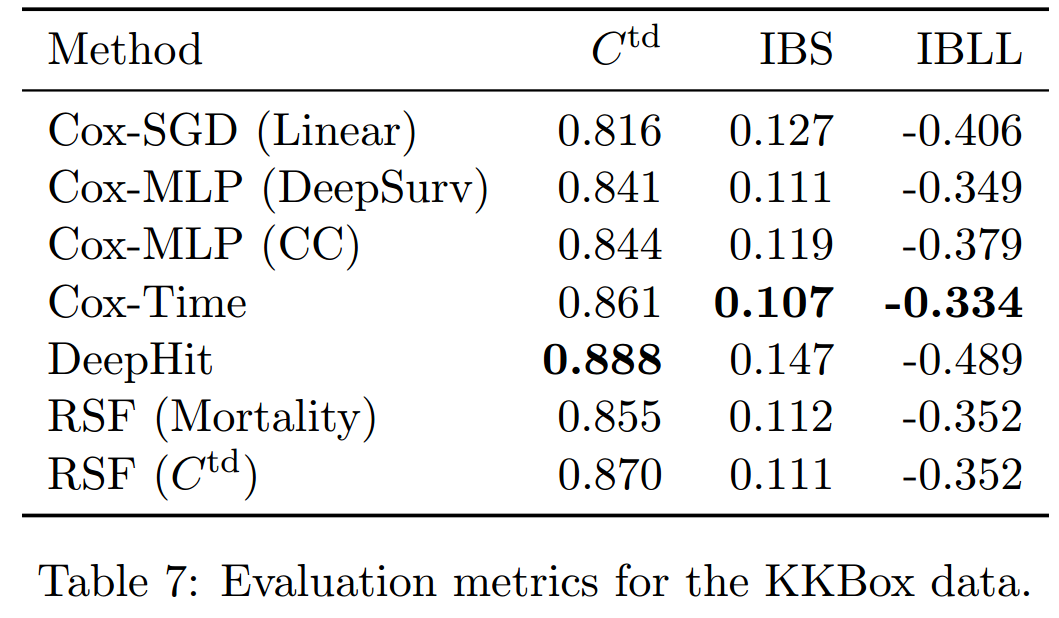 Method C^td IBS IBLL
Cox-SGD (Linear) 0.816 0.127 -0.406
Cox-MLP (DeepSurv) 0.841 0.111 -0.349
Cox-MLP (CC) 0.844 0.119 -0.379
Cox-Time 0.861 0.107 -0.334
DeepHit 0.888 0.147 -0.489
RSF (Mortality) 0.855 0.112 -0.352
RSF (C^td) 0.870 0.111 -0.352
Table 7: Evaluation metrics for the KKBox data.